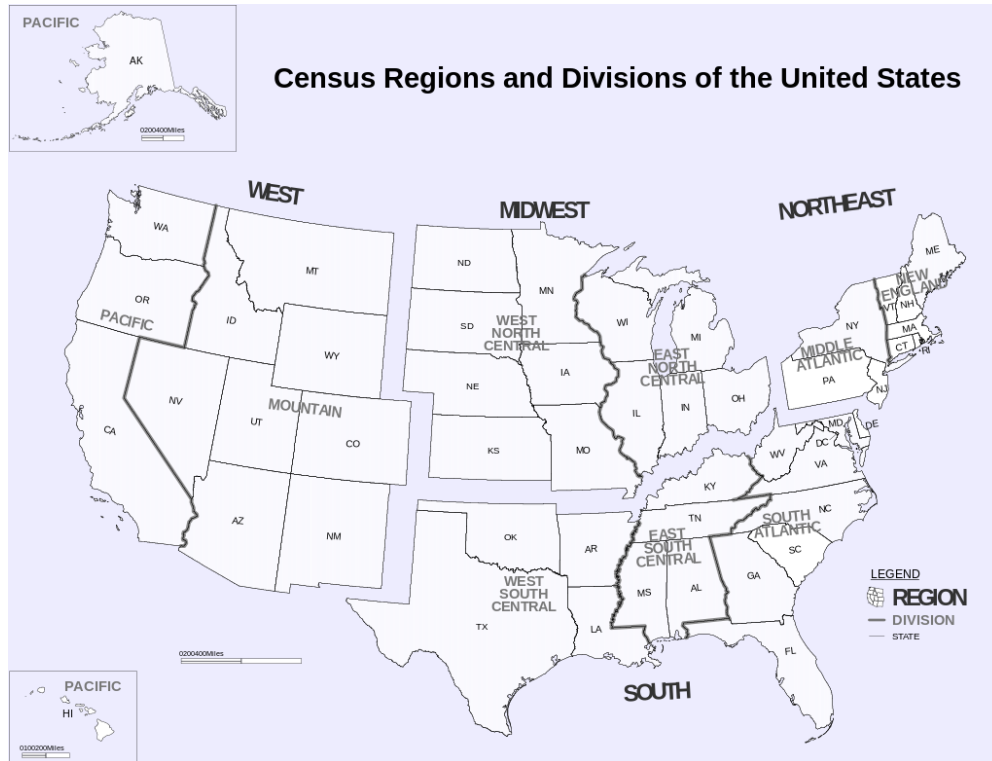 PACIFIC
AK
0200400Miles
Census Regions and Divisions of the United States
WEST
MIDWEST
NORTHEAST
WA
MT
OR
ID
PACIFIC
WY
NV
MOUNTAIN
UT
CO
CA
AZ
NM
ND
MN
SD
WEST
NORTH
CENTRAL
NE
IA
KS
MO
WI
MI
EAST
NORTH
CENTRAL
IL
IN
OH
ME
NEW
ENGLAND
VT
NH
NY
MA
CT
RI
MIDDLE
ATLANTIC
PA
NJ
MD
DE
DC
WV
VA
KY
NC
TN
SOUTH
ATLANTIC
SC
EAST
SOUTH
CENTRAL
MS
AL
GA
OK
AR
WEST
SOUTH
CENTRAL
TX
LA
FL
SOUTH
LEGEND
REGION
DIVISION
STATE
0200400Miles
PACIFIC
HI
0100200Miles